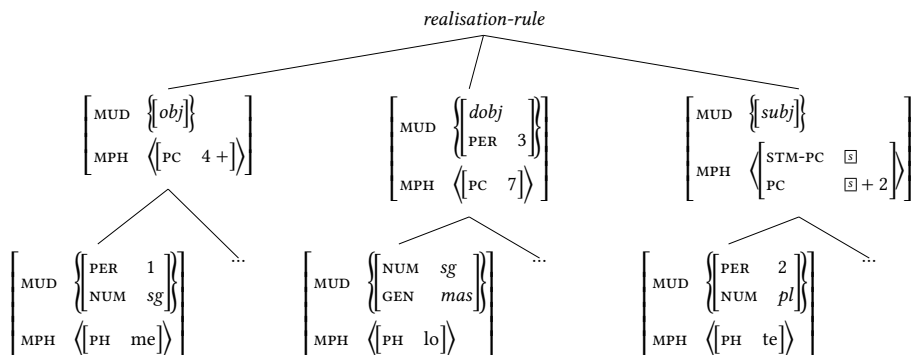 realisation-rule
MUD {[obj]}
MPH ⟨[PC 4 +]⟩
MUD {[dobj
PER 3]}
MPH ⟨[PC 7]⟩
MUD {[subj]}
MPH ⟨[STM-PC s
PC s + 2]⟩
MUD {[PER 1
NUM sg]}
MPH ⟨[PH me]⟩
...
MUD {[NUM sg
GEN mas]}
MPH ⟨[PH lo]⟩
...
MUD {[PER 2
NUM pl]}
MPH ⟨[PH te]⟩
...